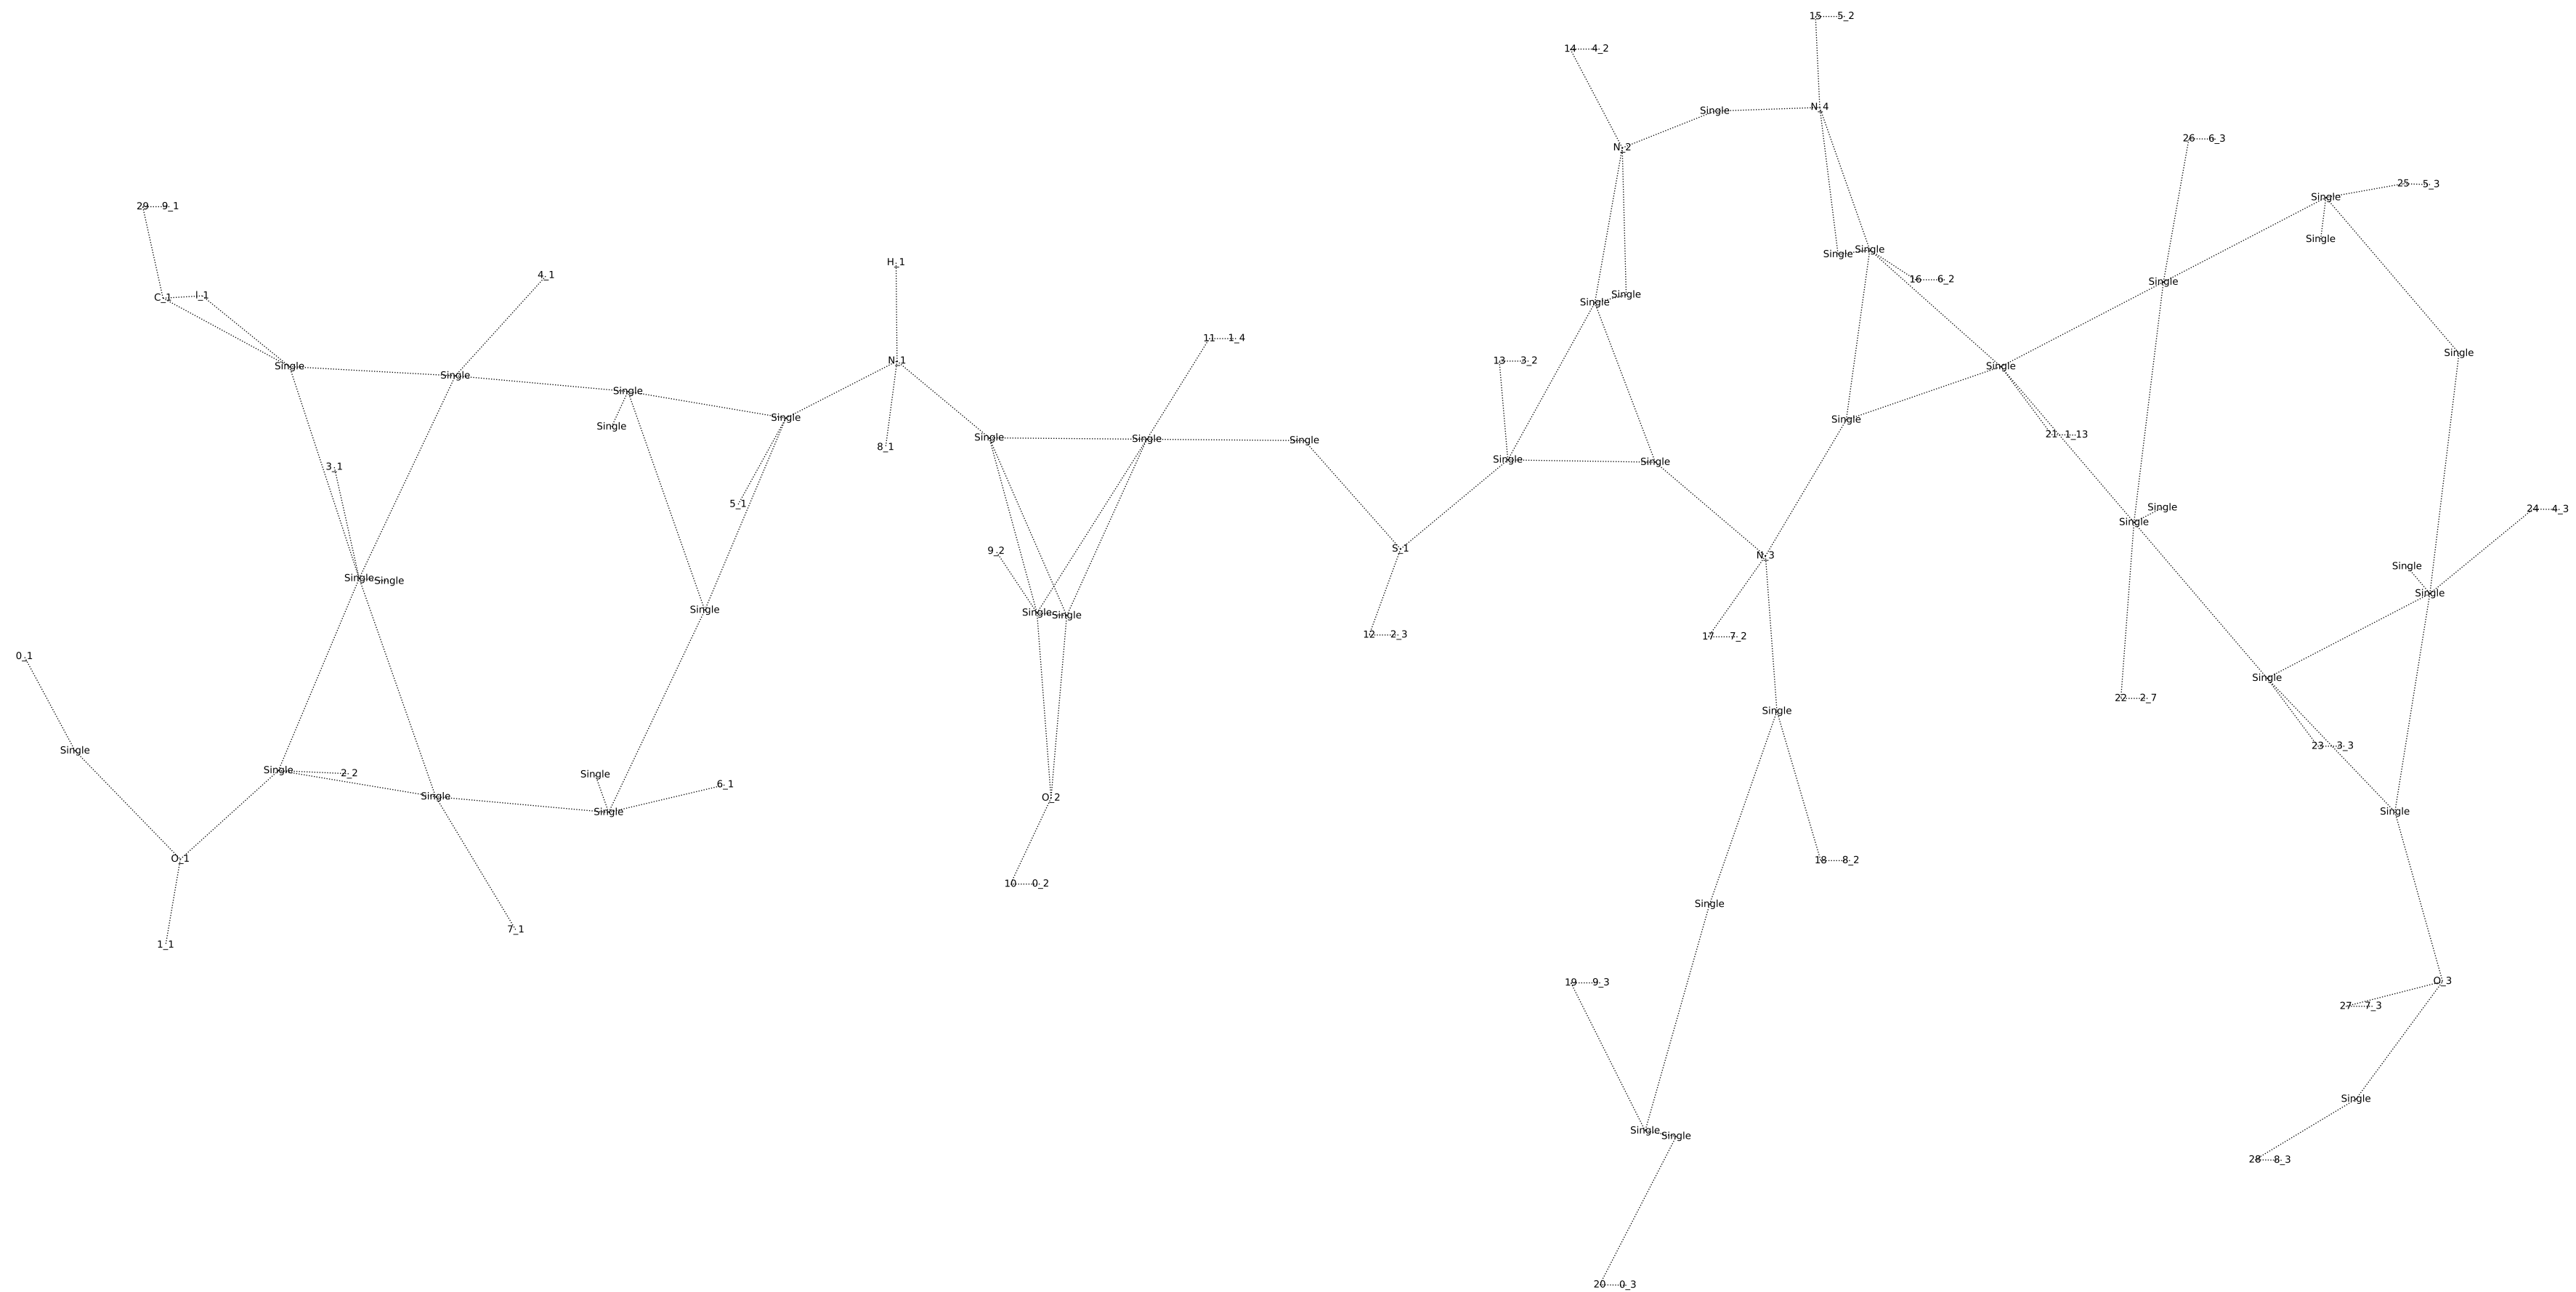 15 5_2
14 4_2
N_4
Single
26 6_3
N_2
25 5_3
Single
29 9_1
Single
Single
Single
H_1
4_1
16 6_2
Single
C_1 I_1
Single
Single
11 1_4
Single
N_1
13 3_2
Single
Single
Single
Single
Single
Single
Single
21 1_13
Single
Single
Single
8_1
Single
Single
3_1
5_1
Single
24 4_3
Single
S_1
9_2
N_3
Single
Single Single
Single
Single
Single Single
12 2_3
17 7_2
0_1
Single
22 2_7
Single
23 3_3
Single
Single
2_2
Single
6_1
Single
O_2
Single
Single
O_1
18 8_2
10 0_2
Single
7_1
1_1
O_3
19 9_3
27 7_3
Single
Single Single
28 8_3
20 0_3